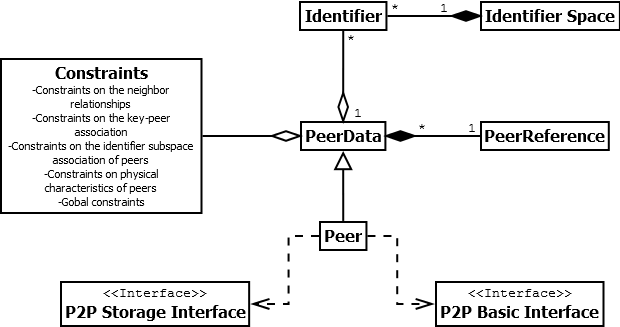 Identifier
*
1
Identifier Space
*
Constraints
-Constraints on the neighbor
relationships
-Constraints on the key-peer
association
-Constraints on the identifier subspace
association of peers
-Constraints on physical
characteristics of peers
-Gobal constraints
1
PeerData
*
1
PeerReference
Peer
<<Interface>>
P2P Storage Interface
<<Interface>>
P2P Basic Interface